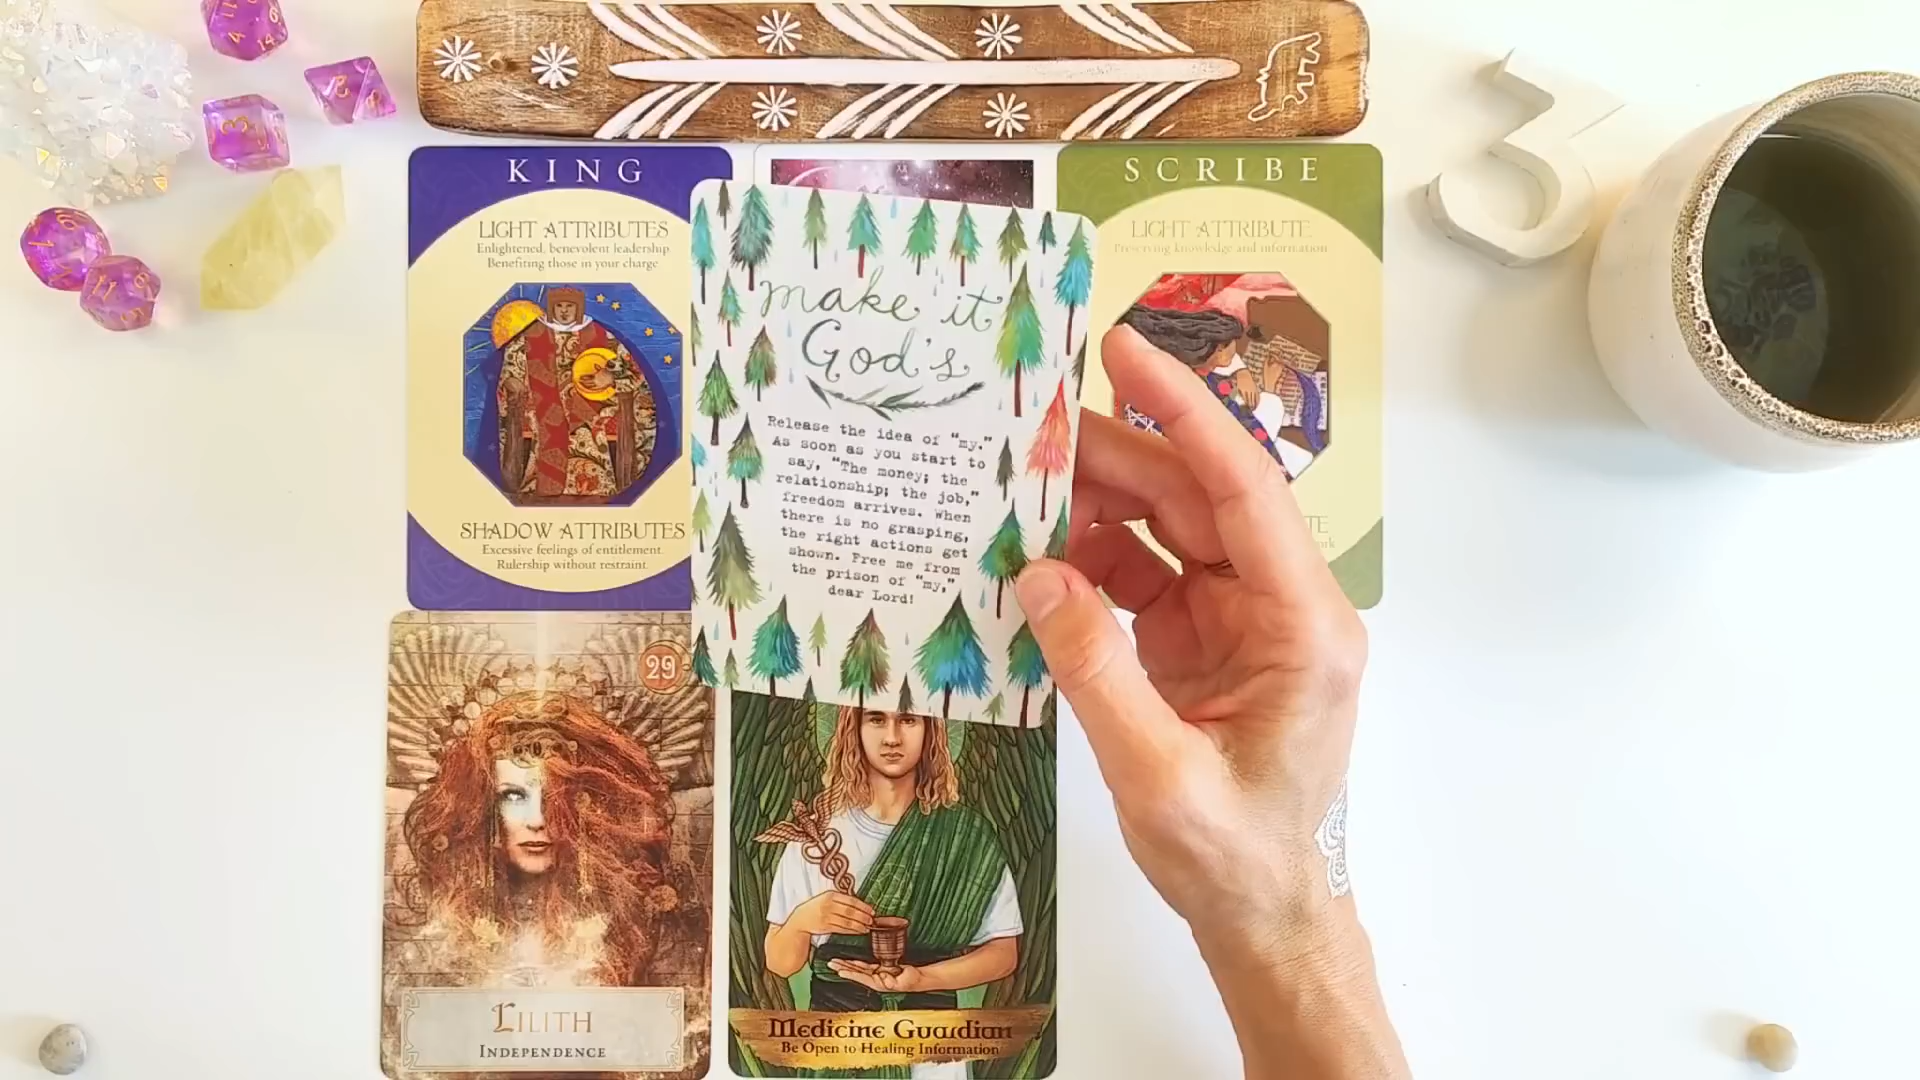 KING
LIGHT ATTRIBUTES
Enlightened, benevolent leadership.
Benefiting those in your charge
SHADOW ATTRIBUTES
Excessive feelings of entitlement.
Rulership without restraint.
make it
God's
Release the idea of "my."
As soon as you start to
say, "The money; the
relationship; the job,"
freedom arrives. When
there is no grasping,
the right actions get
shown. Free me from
the prison of "my,"
dear Lord!
SCRIBE
LIGHT ATTRIBUTE
Preserving knowledge and information
29
LILITH
INDEPENDENCE
Medicine Guardian
Be Open to Healing Information
3